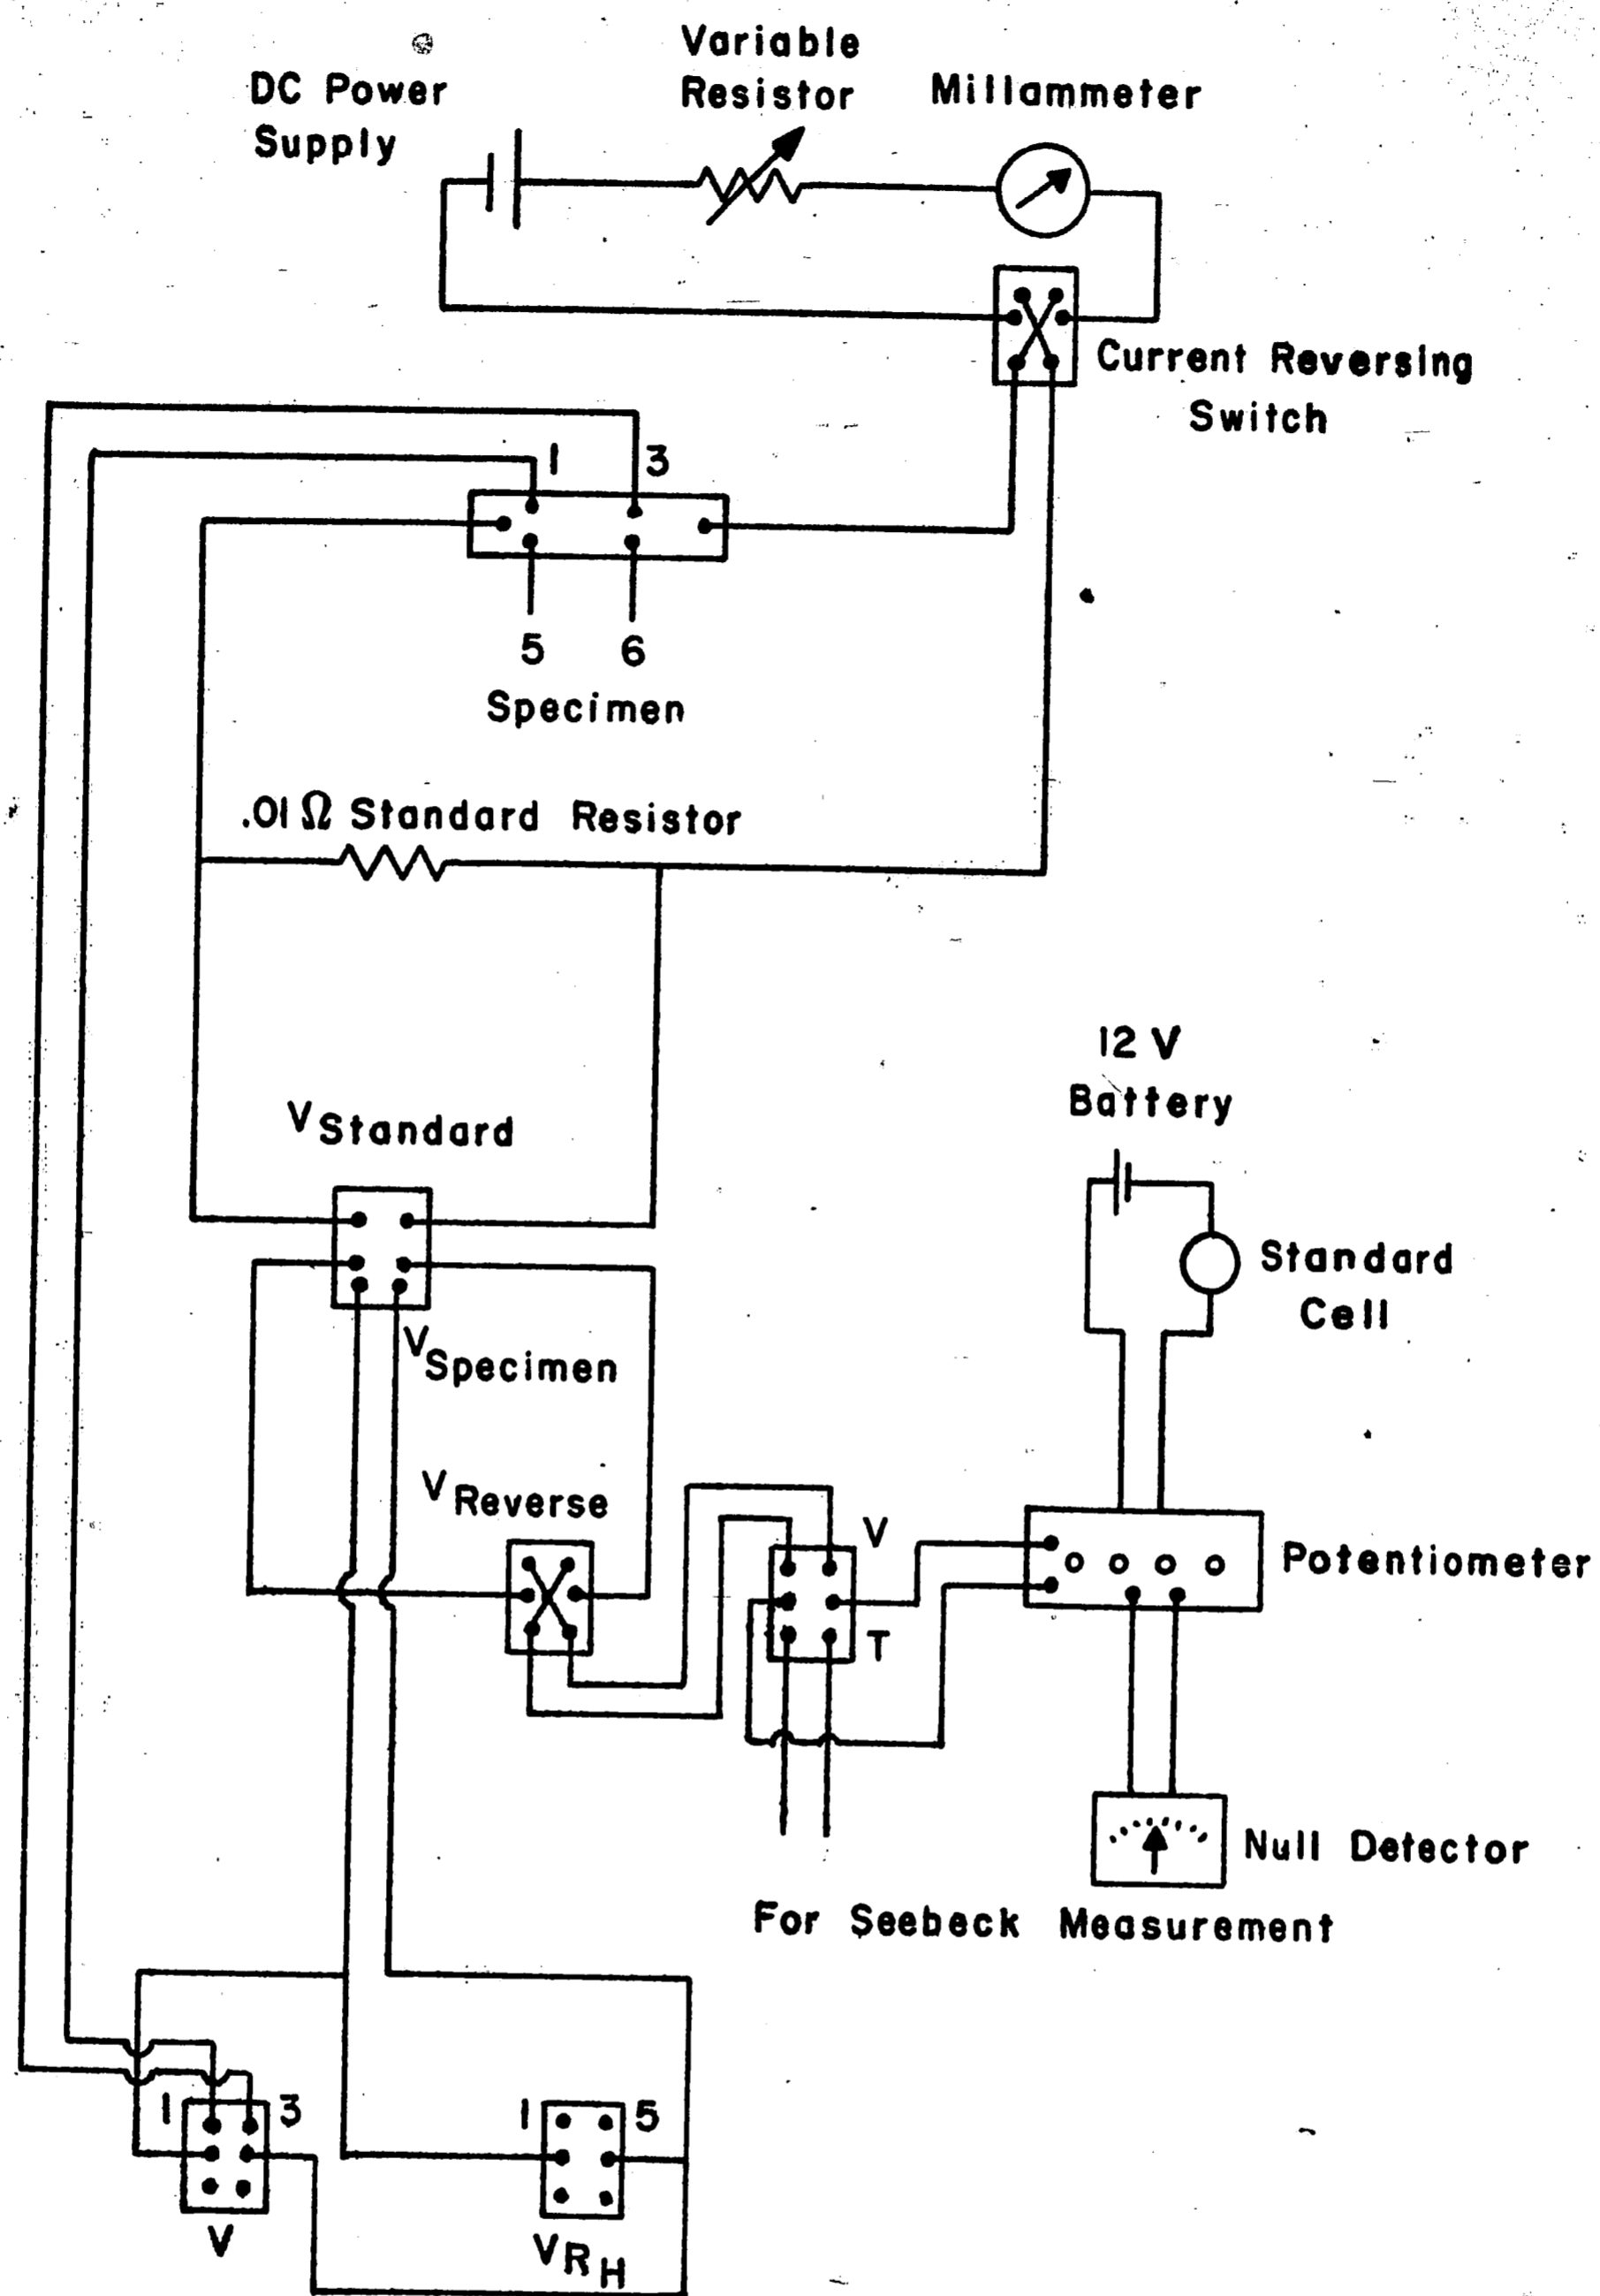 DC Power
Supply
Variable
Resistor
Millammeter
Current Reversing
Switch
1 3
5 6
Specimen
.01 Ω Standard Resistor
12 V
Battery
V Standard
Standard
Cell
V Specimen
V Reverse
V
Potentiometer
T
Null Detector
For Seebeck Measurement
1 3
1 5
V
V R H